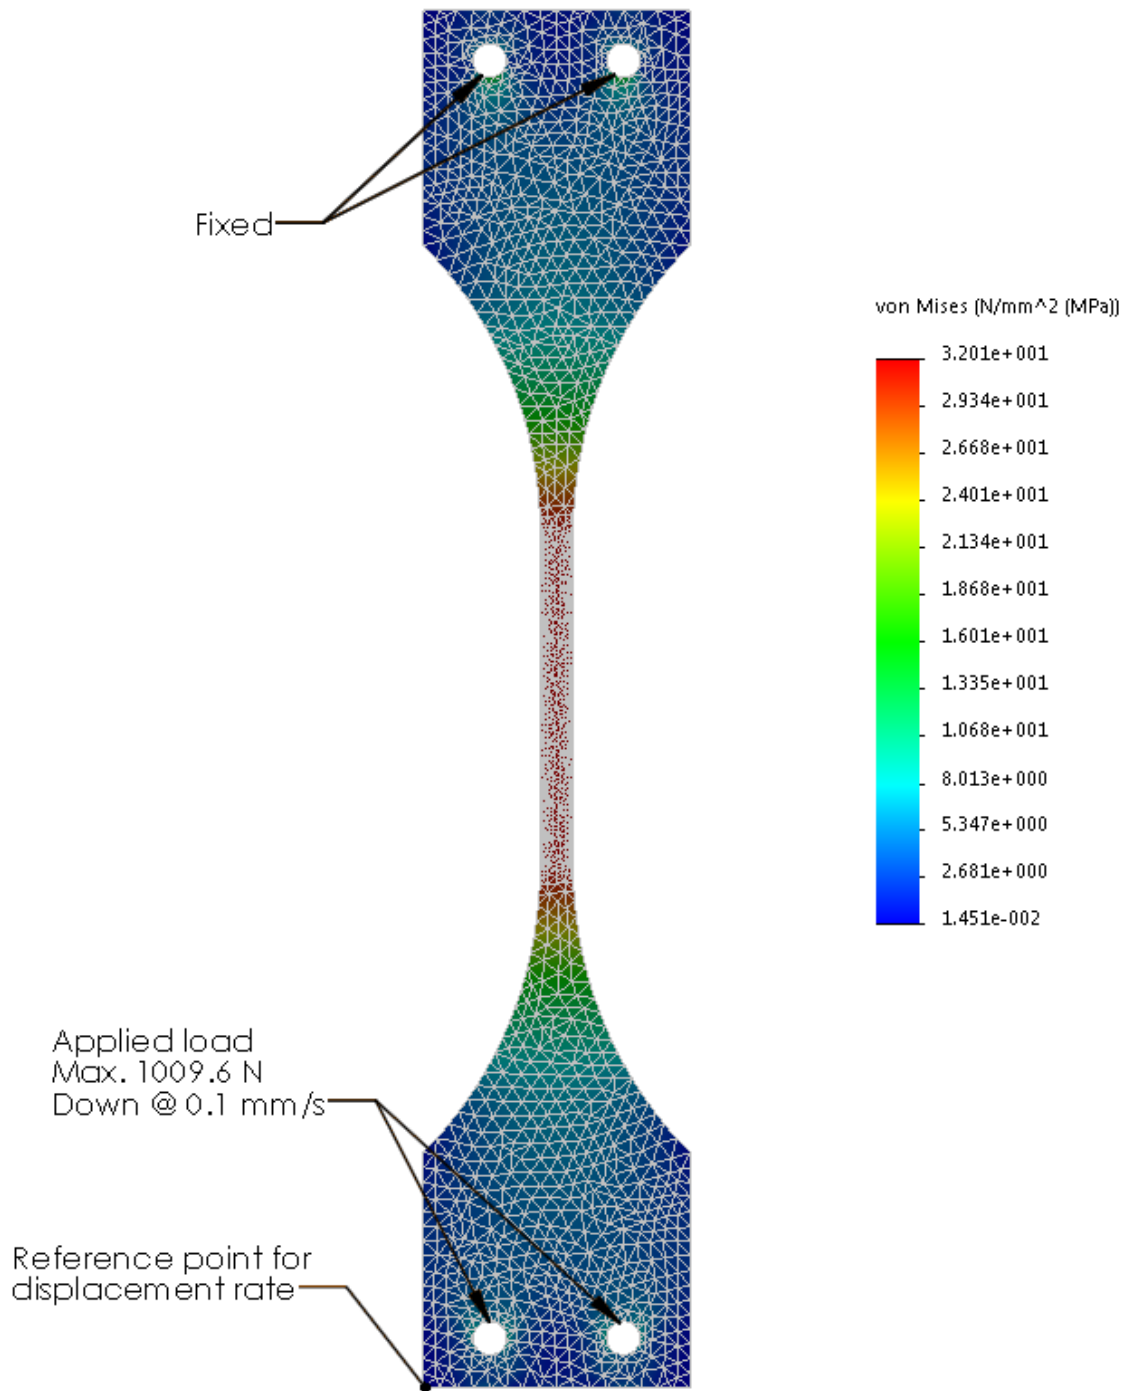 Fixed
von Mises (N/mm^2 (MPa))
3.201e+001
2.934e+001
2.668e+001
2.401e+001
2.134e+001
1.868e+001
1.601e+001
1.335e+001
1.068e+001
8.013e+000
5.347e+000
2.681e+000
1.451e-002
Applied load
Max. 1009.6 N
Down @ 0.1 mm/s
Reference point for
displacement rate